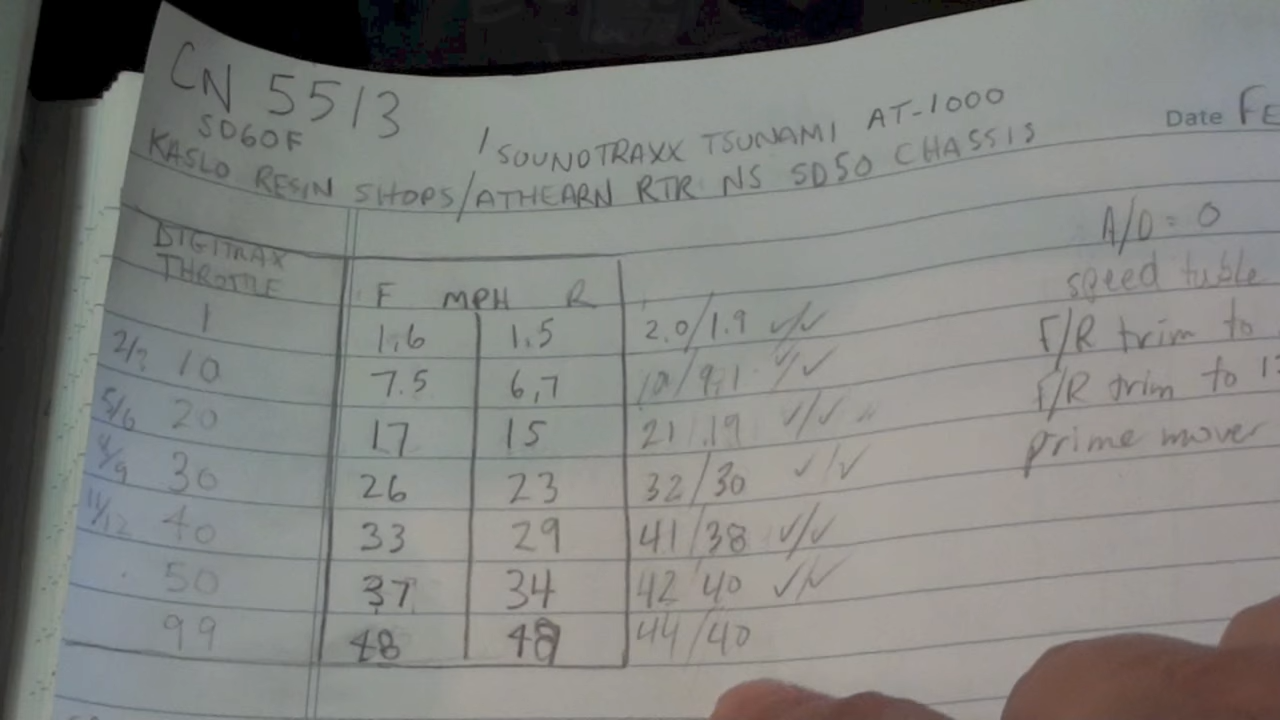 CN 5513
SD60F
/SOUNDTRAXX TSUNAMI AT-1000
Date FE
KASLO RESIN SHOPS/ATHEARN RTR NS SD50 CHASSIS
A/D = 0
DIGITRAX
THROTTLE
F MPH R
speed table
1 1.6 1.5 2.0/1.9 ✓/✓
F/R trim to
2/3 10 7.5 6.7 10/9.1 ✓/✓
F/R trim to 12
5/6 20 17 15 21/19 ✓/✓
prime mover
8/9 30 26 23 32/30 ✓/✓
11/12 40 33 29 41/38 ✓/✓
50 37 34 42 40 ✓/✓
99 48 48 44/40